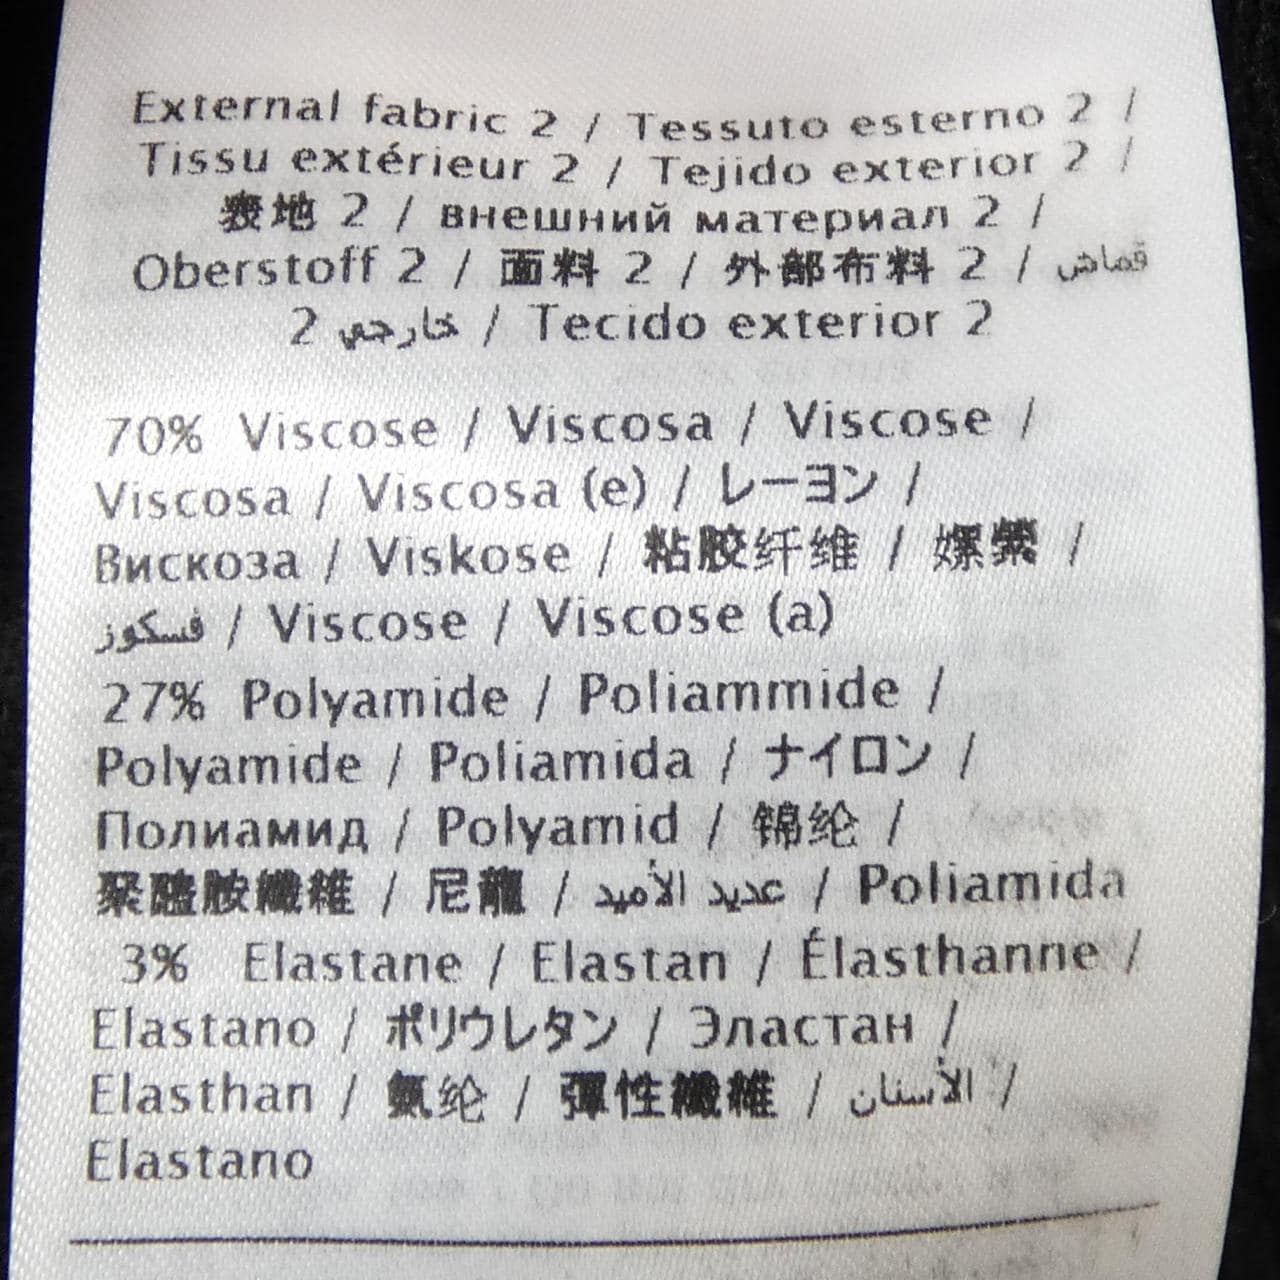 External fabric 2 / Tessuto esterno 2 /
Tissu extérieur 2 / Tejido exterior 2 /
表地 2 / внешний материал 2 /
Oberstoff 2 / 面料 2 / 外部布料 2 / قماش
خارجي 2 / Tecido exterior 2
70% Viscose / Viscosa / Viscose /
Viscosa / Viscosa (e) / レーヨン /
Вискоза / Viskose / 粘胶纤维 / 嫘縈 /
فسكوز / Viscose / Viscose (a)
27% Polyamide / Poliammide /
Polyamide / Poliamida / ナイロン /
Полиамид / Polyamid / 锦纶 /
聚醯胺纖維 / 尼龍 / عديد الأميد / Poliamida
3% Elastane / Elastan / Élasthanne /
Elastano / ポリウレタン / Эластан /
Elasthan / 氨纶 / 彈性纖維 / الأستان /
Elastano